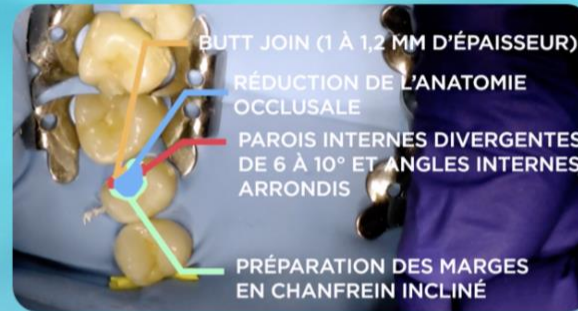 BUTT JOIN (1 À 1,2 MM D'ÉPAISSEUR)
RÉDUCTION DE L'ANATOMIE
OCCLUSALE
PAROIS INTERNES DIVERGENTES
DE 6 À 10° ET ANGLES INTERNES
ARRONDIS
PRÉPARATION DES MARGES
EN CHANFREIN INCLINÉ